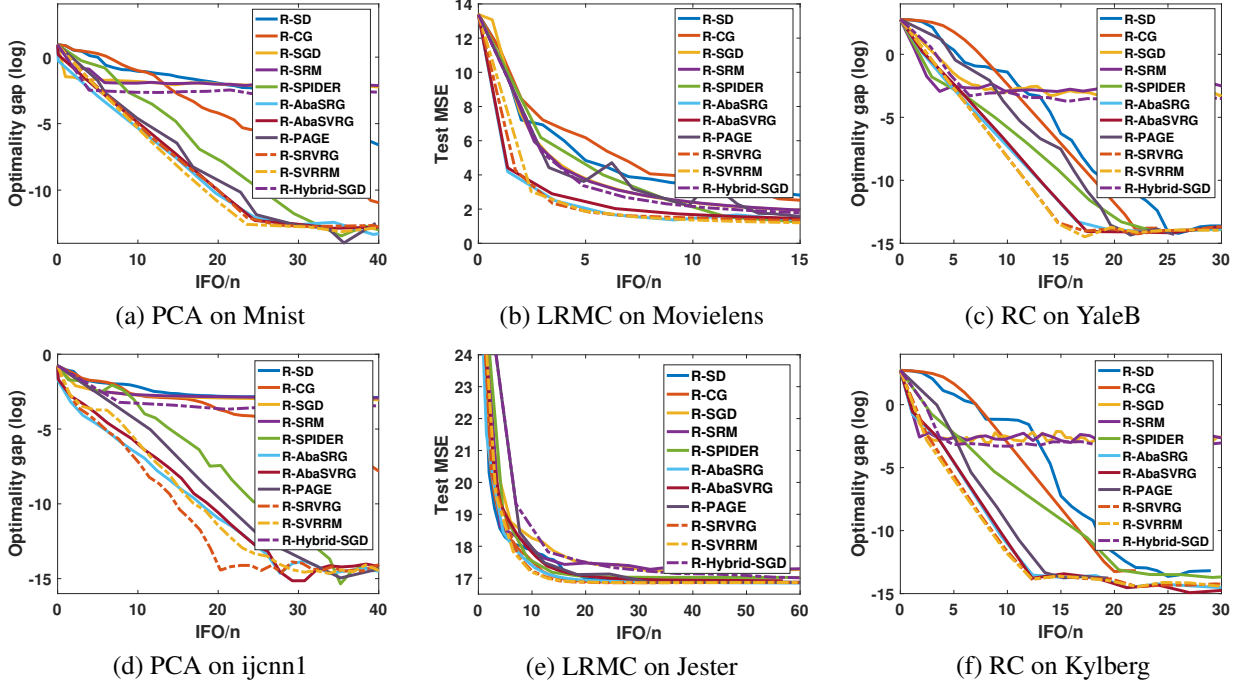 Optimality gap (log)
0
-5
-10
0
10
20
30
40
IFO/n
R-SD
R-CG
R-SGD
R-SRM
R-SPIDER
R-AbaSRG
R-AbaSVRG
R-PAGE
R-SRVRG
R-SVRRM
R-Hybrid-SGD
(a) PCA on Mnist
Test MSE
14
12
10
8
6
4
2
0
0
5
10
15
IFO/n
R-SD
R-CG
R-SGD
R-SRM
R-SPIDER
R-AbaSRG
R-AbaSVRG
R-PAGE
R-SRVRG
R-SVRRM
R-Hybrid-SGD
(b) LRMC on Movielens
Optimality gap (log)
0
-5
-10
-15
0
5
10
15
20
25
30
IFO/n
R-SD
R-CG
R-SGD
R-SRM
R-SPIDER
R-AbaSRG
R-AbaSVRG
R-PAGE
R-SRVRG
R-SVRRM
R-Hybrid-SGD
(c) RC on YaleB
Optimality gap (log)
0
-5
-10
-15
0
10
20
30
40
IFO/n
R-SD
R-CG
R-SGD
R-SRM
R-SPIDER
R-AbaSRG
R-AbaSVRG
R-PAGE
R-SRVRG
R-SVRRM
R-Hybrid-SGD
(d) PCA on ijcnn1
Test MSE
24
23
22
21
20
19
18
17
0
10
20
30
40
50
60
IFO/n
R-SD
R-CG
R-SGD
R-SRM
R-SPIDER
R-AbaSRG
R-AbaSVRG
R-PAGE
R-SRVRG
R-SVRRM
R-Hybrid-SGD
(e) LRMC on Jester
Optimality gap (log)
0
-5
-10
-15
0
5
10
15
20
25
30
IFO/n
R-SD
R-CG
R-SGD
R-SRM
R-SPIDER
R-AbaSRG
R-AbaSVRG
R-PAGE
R-SRVRG
R-SVRRM
R-Hybrid-SGD
(f) RC on Kylberg